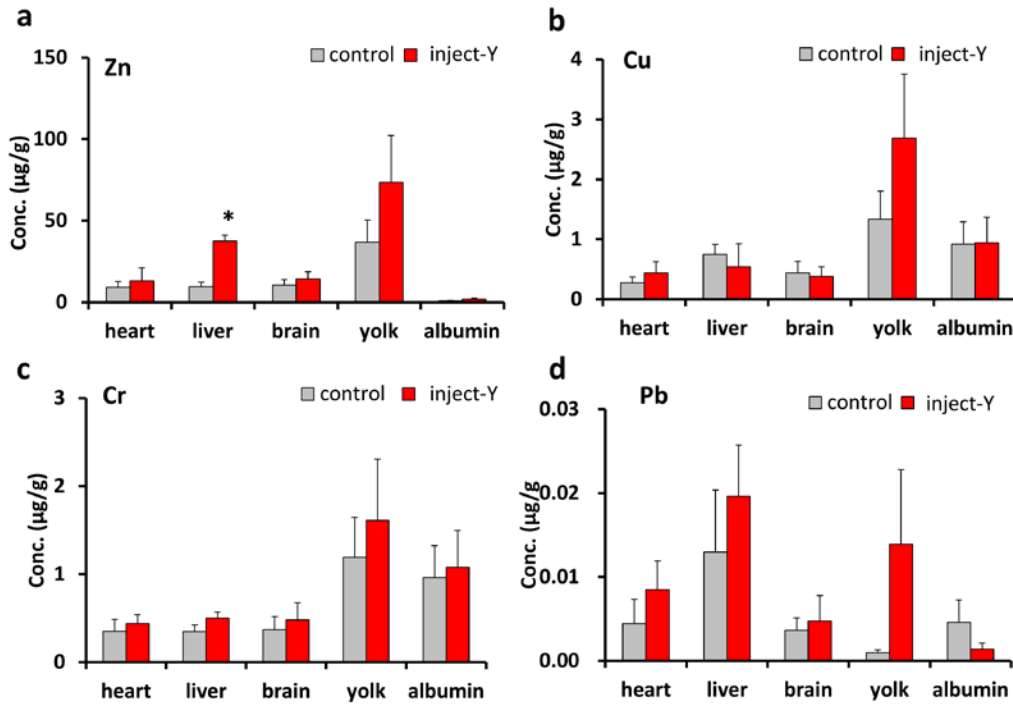 a
Zn
control inject-Y
150
100
50
0
Conc. (µg/g)
*
heart liver brain yolk albumin
b
Cu
control inject-Y
4
3
2
1
0
Conc. (µg/g)
heart liver brain yolk albumin
c
Cr
control inject-Y
3
2
1
0
Conc. (µg/g)
heart liver brain yolk albumin
d
Pb
control inject-Y
0.03
0.02
0.01
0.00
Conc. (µg/g
heart liver brain yolk albumin